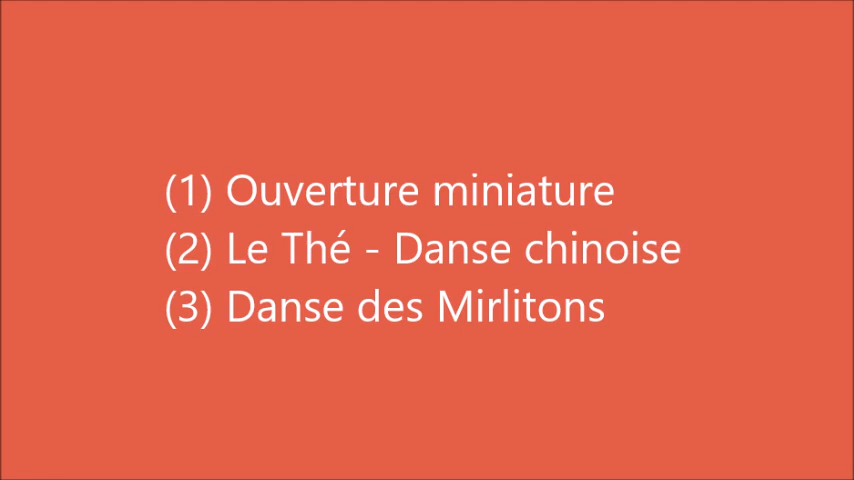 (1) Ouverture miniature
(2) Le Thé - Danse chinoise
(3) Danse des Mirlitons